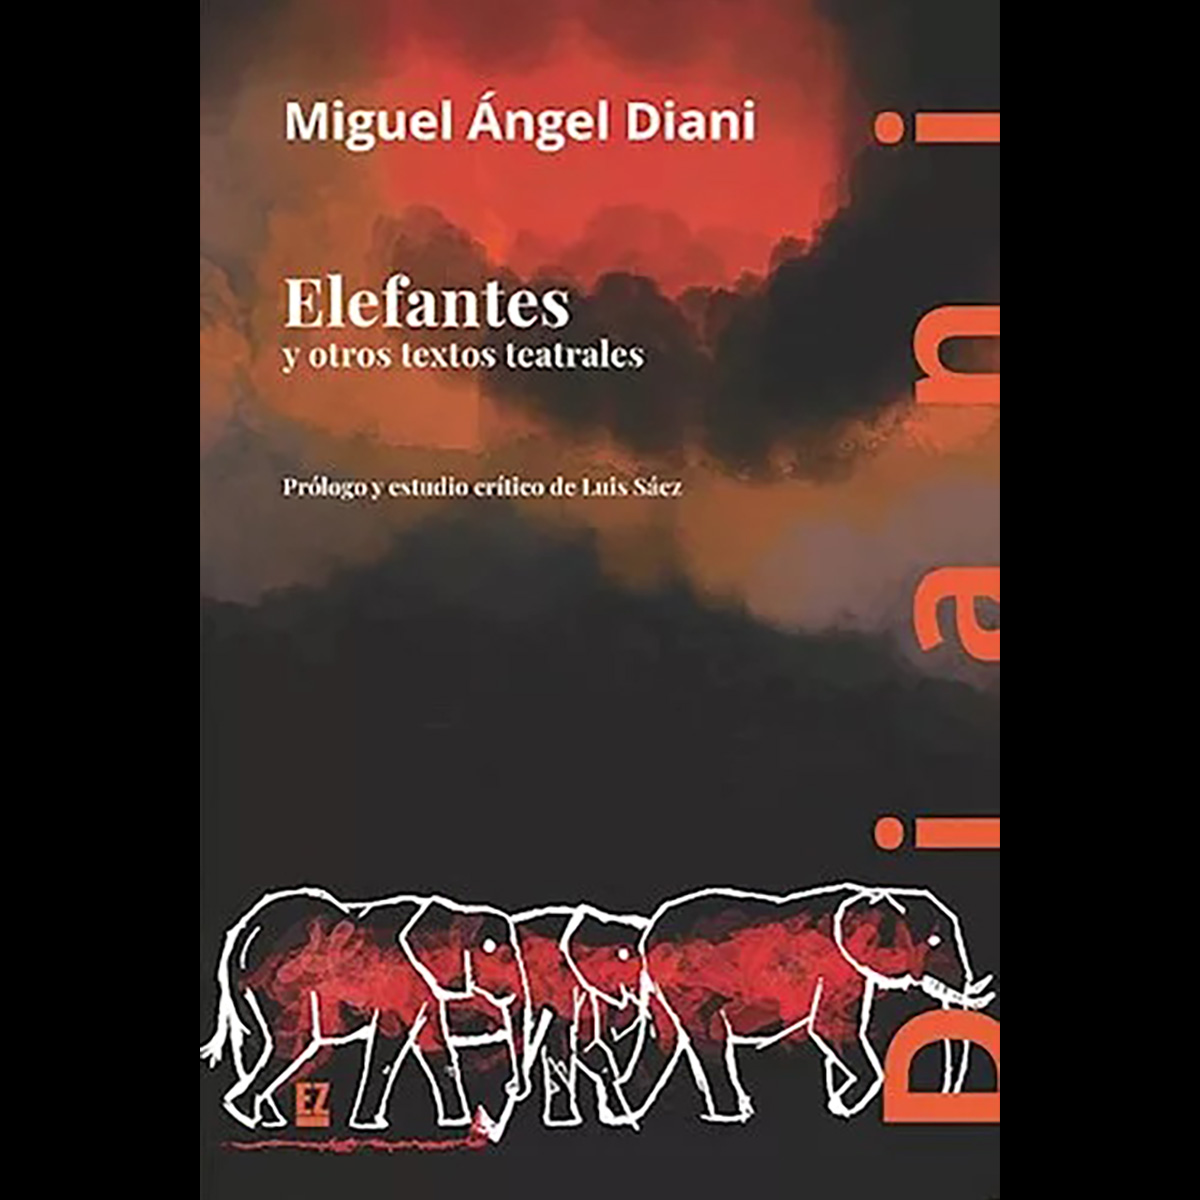 Miguel Ángel Diani
Elefantes
y otros textos teatrales
Prólogo y estudio crítico de Luis Sáez
Diani
EZ